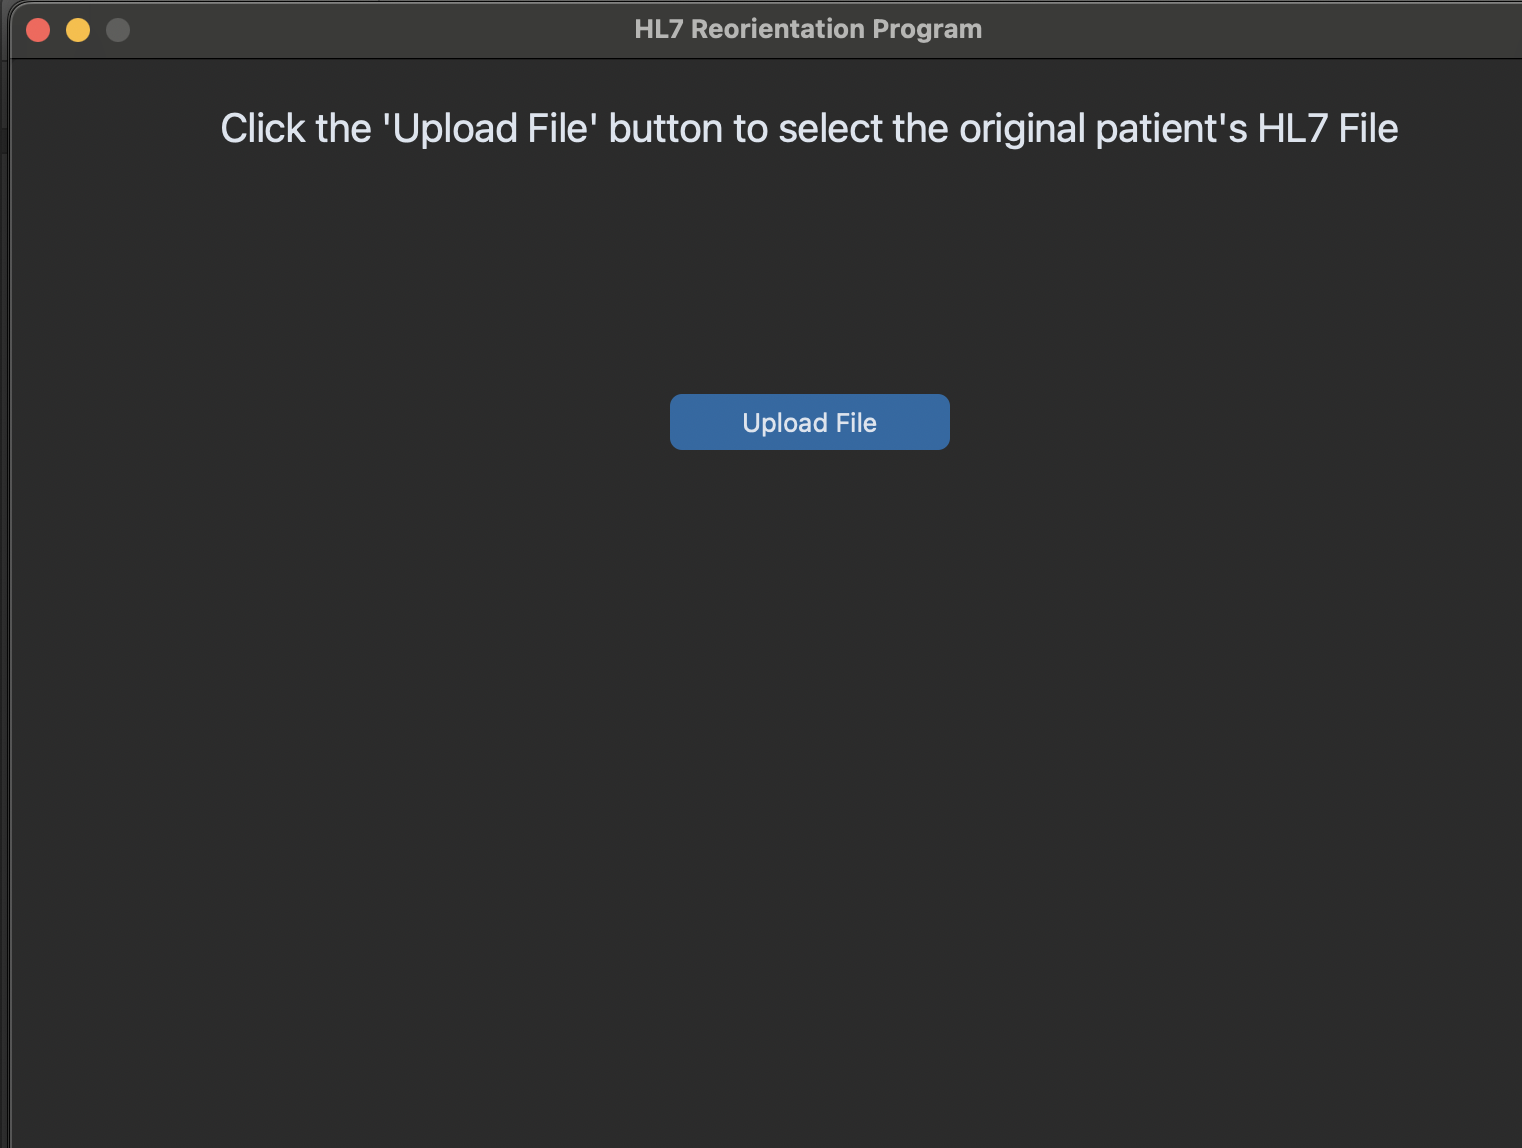 HL7 Reorientation Program
Click the 'Upload File' button to select the original patient's HL7 File
Upload File